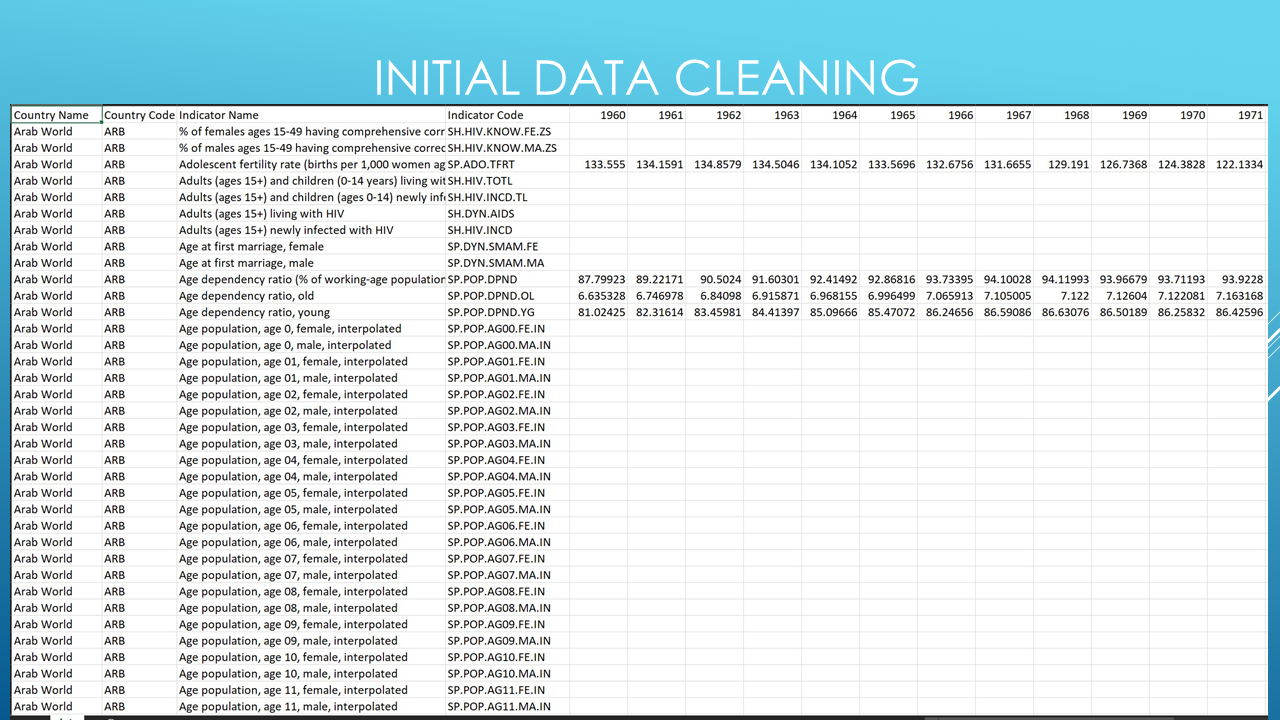 INITIAL DATA CLEANING
Country Name Country Code Indicator Name Indicator Code 1960 1961 1962 1963 1964 1965 1966 1967 1968 1969 1970 1971
Arab World ARB % of females ages 15-49 having comprehensive corr SH.HIV.KNOW.FE.ZS
Arab World ARB % of males ages 15-49 having comprehensive correc SH.HIV.KNOW.MA.ZS
Arab World ARB Adolescent fertility rate (births per 1,000 women ag SP.ADO.TFRT 133.555 134.1591 134.8579 134.5046 134.1052 133.5696 132.6756 131.6655 129.191 126.7368 124.3828 122.1334
Arab World ARB Adults (ages 15+) and children (0-14 years) living wit SH.HIV.TOTL
Arab World ARB Adults (ages 15+) and children (ages 0-14) newly infe SH.HIV.INCD.TL
Arab World ARB Adults (ages 15+) living with HIV SH.DYN.AIDS
Arab World ARB Adults (ages 15+) newly infected with HIV SH.HIV.INCD
Arab World ARB Age at first marriage, female SP.DYN.SMAM.FE
Arab World ARB Age at first marriage, male SP.DYN.SMAM.MA
Arab World ARB Age dependency ratio (% of working-age population SP.POP.DPND 87.79923 89.22171 90.5024 91.60301 92.41492 92.86816 93.73395 94.10028 94.11993 93.96679 93.71193 93.9228
Arab World ARB Age dependency ratio, old SP.POP.DPND.OL 6.635328 6.746978 6.84098 6.915871 6.968155 6.996499 7.065913 7.105005 7.122 7.12604 7.122081 7.163168
Arab World ARB Age dependency ratio, young SP.POP.DPND.YG 81.02425 82.31614 83.45981 84.41397 85.09666 85.47072 86.24656 86.59086 86.63076 86.50189 86.25832 86.42596
Arab World ARB Age population, age 0, female, interpolated SP.POP.AG00.FE.IN
Arab World ARB Age population, age 0, male, interpolated SP.POP.AG00.MA.IN
Arab World ARB Age population, age 01, female, interpolated SP.POP.AG01.FE.IN
Arab World ARB Age population, age 01, male, interpolated SP.POP.AG01.MA.IN
Arab World ARB Age population, age 02, female, interpolated SP.POP.AG02.FE.IN
Arab World ARB Age population, age 02, male, interpolated SP.POP.AG02.MA.IN
Arab World ARB Age population, age 03, female, interpolated SP.POP.AG03.FE.IN
Arab World ARB Age population, age 03, male, interpolated SP.POP.AG03.MA.IN
Arab World ARB Age population, age 04, female, interpolated SP.POP.AG04.FE.IN
Arab World ARB Age population, age 04, male, interpolated SP.POP.AG04.MA.IN
Arab World ARB Age population, age 05, female, interpolated SP.POP.AG05.FE.IN
Arab World ARB Age population, age 05, male, interpolated SP.POP.AG05.MA.IN
Arab World ARB Age population, age 06, female, interpolated SP.POP.AG06.FE.IN
Arab World ARB Age population, age 06, male, interpolated SP.POP.AG06.MA.IN
Arab World ARB Age population, age 07, female, interpolated SP.POP.AG07.FE.IN
Arab World ARB Age population, age 07, male, interpolated SP.POP.AG07.MA.IN
Arab World ARB Age population, age 08, female, interpolated SP.POP.AG08.FE.IN
Arab World ARB Age population, age 08, male, interpolated SP.POP.AG08.MA.IN
Arab World ARB Age population, age 09, female, interpolated SP.POP.AG09.FE.IN
Arab World ARB Age population, age 09, male, interpolated SP.POP.AG09.MA.IN
Arab World ARB Age population, age 10, female, interpolated SP.POP.AG10.FE.IN
Arab World ARB Age population, age 10, male, interpolated SP.POP.AG10.MA.IN
Arab World ARB Age population, age 11, female, interpolated SP.POP.AG11.FE.IN
Arab World ARB Age population, age 11, male, interpolated SP.POP.AG11.MA.IN